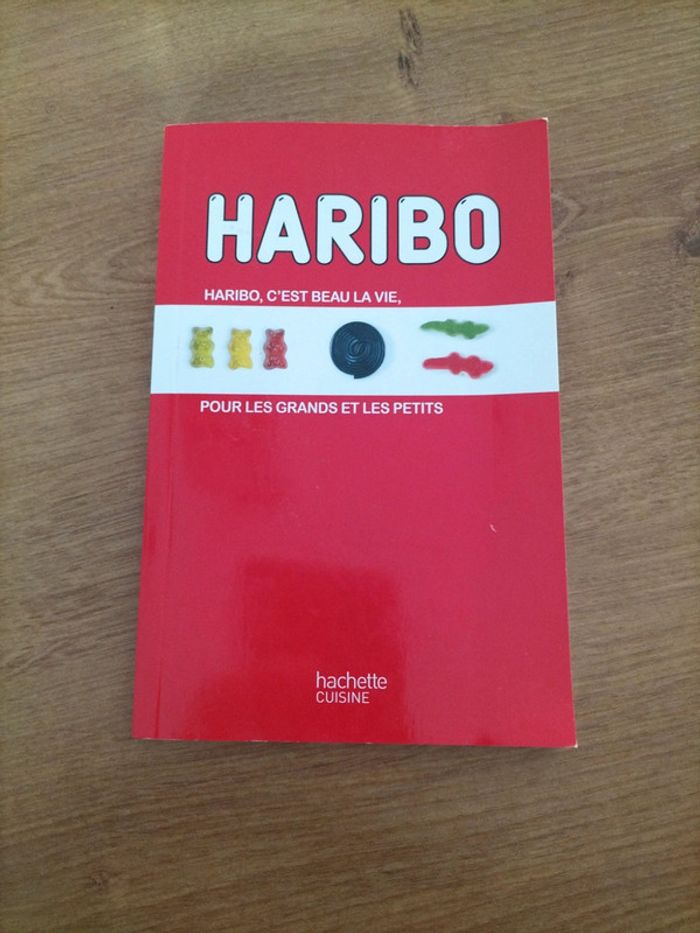 HARIBO
HARIBO, C'EST BEAU LA VIE,
POUR LES GRANDS ET LES PETITS
hachette
CUISINE